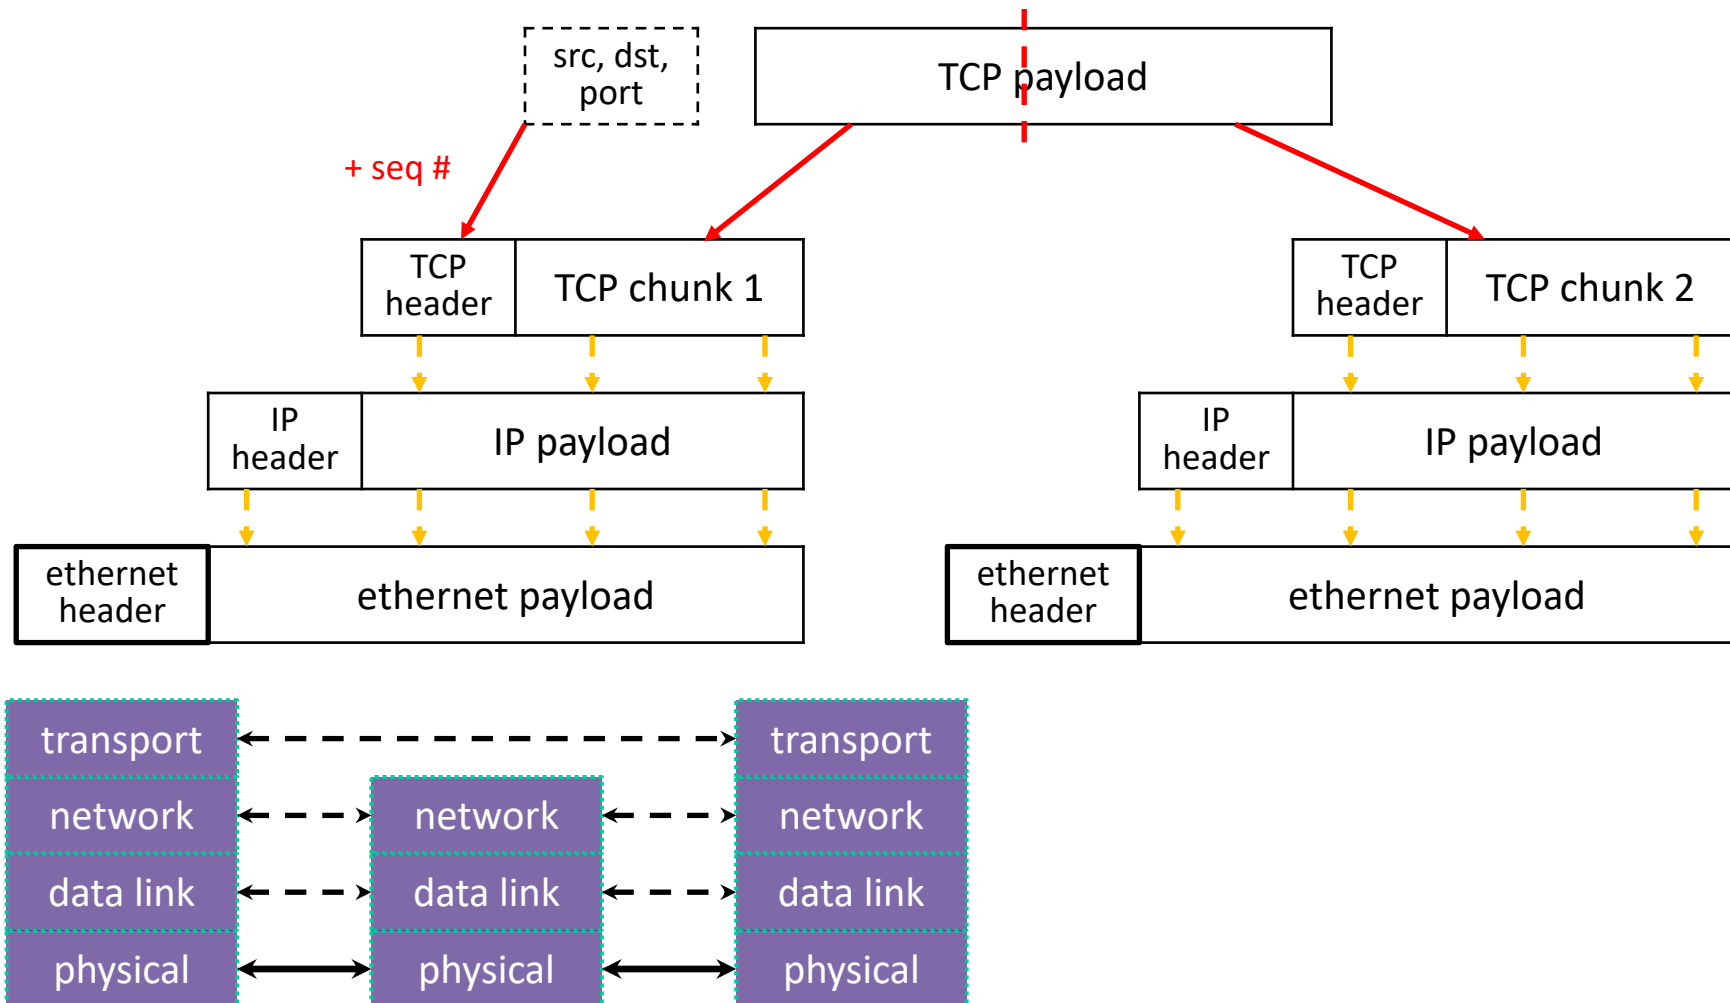 src, dst,
port
TCP payload
+ seq #
TCP
header
TCP chunk 1
TCP
header
TCP chunk 2
IP
header
IP payload
IP
header
IP payload
ethernet
header
ethernet payload
ethernet
header
ethernet payload
transport
transport
network
network
network
data link
data link
data link
physical
physical
physical